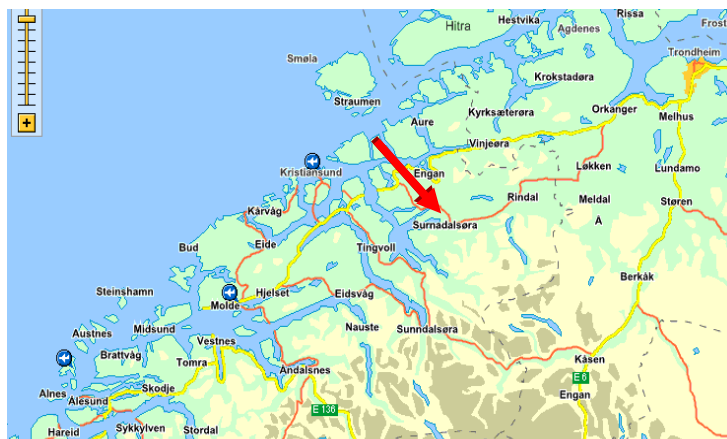 Hestvika
Rissa
Frost
Hitra
Agdenes
Trondheim
Smøla
Krokstadøra
Straumen
Orkanger
Kyrksæterøra
Melhus
Aure
Vinjeøra
Løkken
Lundamo
Kristiansund
Engan
Rindal
Meldal
Støren
Kårvåg
Surnadalsøra
Å
Bud
Eide
Tingvoll
Berkåk
Steinshamn
Hjelset
Eidsvåg
Molde
Austnes
Midsund
Nauste
Sunndalsøra
Vestnes
Brattvåg
Tomra
Kåsen
Åndalsnes
E 6
Alnes
Skodje
Engan
Ålesund
E 136
Hareid
Sykkylven
Stordal
+